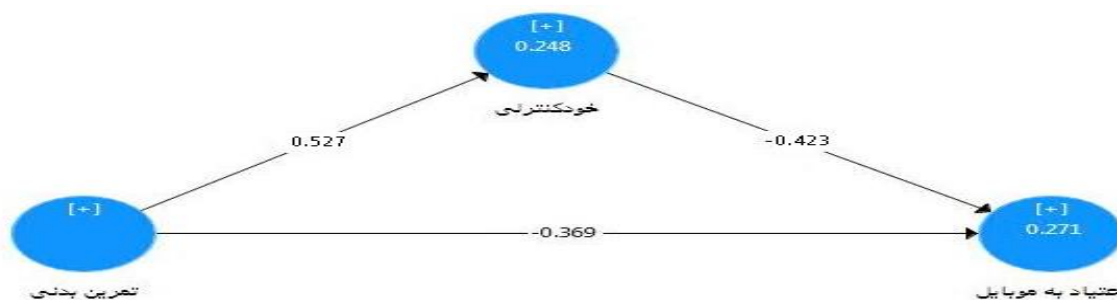 [+]
0.248
خودکنترلی
0.527
-0.423
[+]
-0.369
[+]
0.271
تمرین بدنی
عتیاد به موبایل